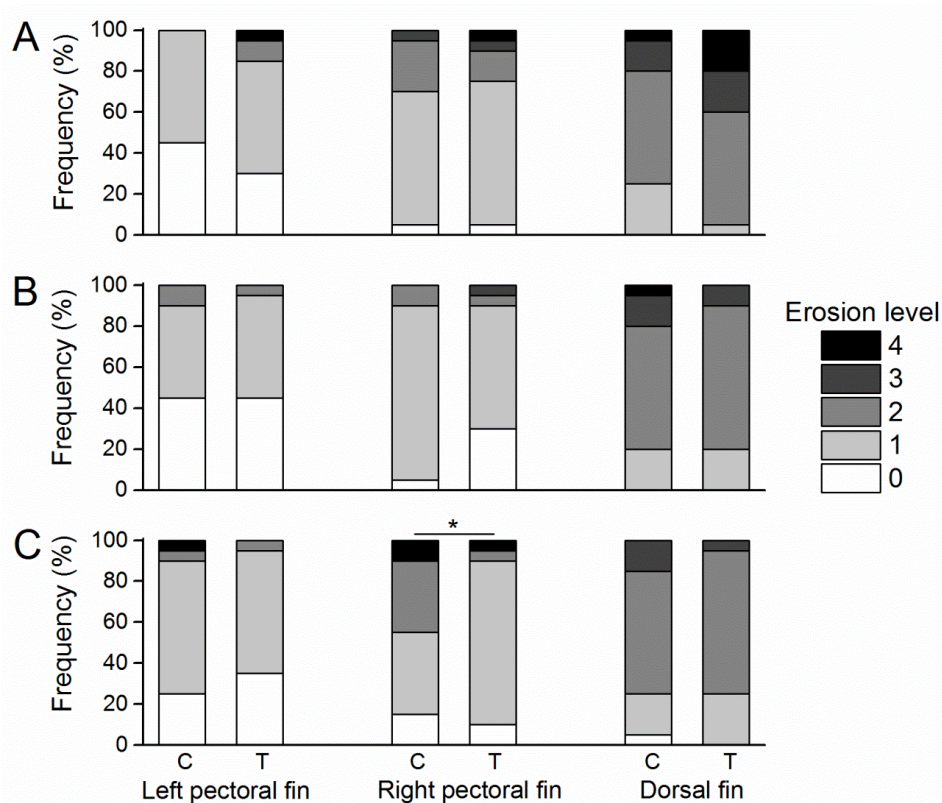 A
Frequency (%)
100
80
60
40
20
0
B
Frequency (%)
100
80
60
40
20
0
Erosion level
4
3
2
1
0
C
Frequency (%)
100
80
60
40
20
0
*
C T C T C T
Left pectoral fin Right pectoral fin Dorsal fin